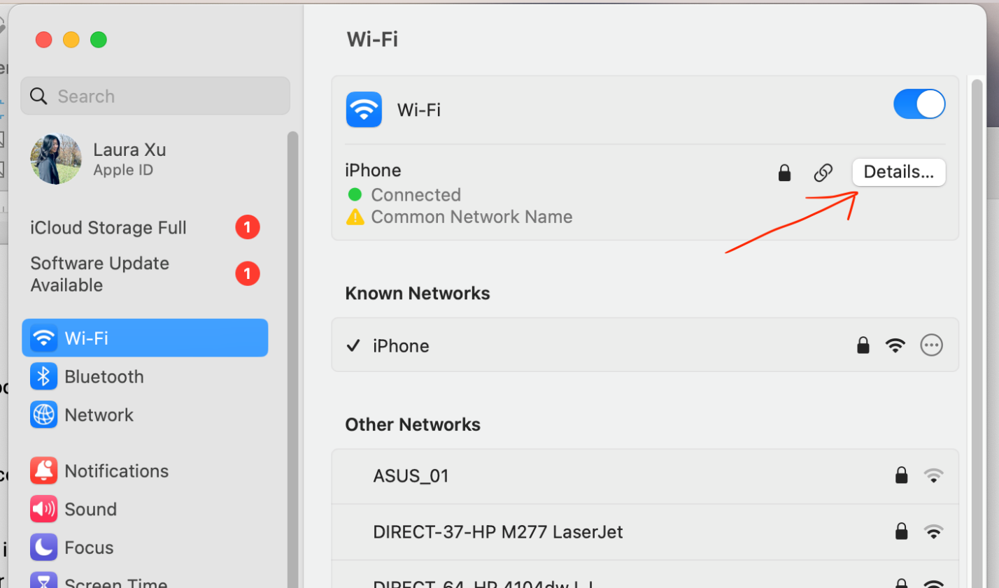 Wi-Fi
Search
Laura Xu
Apple ID
iCloud Storage Full
1
Software Update
Available
1
Wi-Fi
Bluetooth
Network
Notifications
Sound
Focus
Screen Time
Wi-Fi
iPhone
Details...
Connected
Common Network Name
Known Networks
iPhone
Other Networks
ASUS_01
DIRECT-37-HP M277 LaserJet